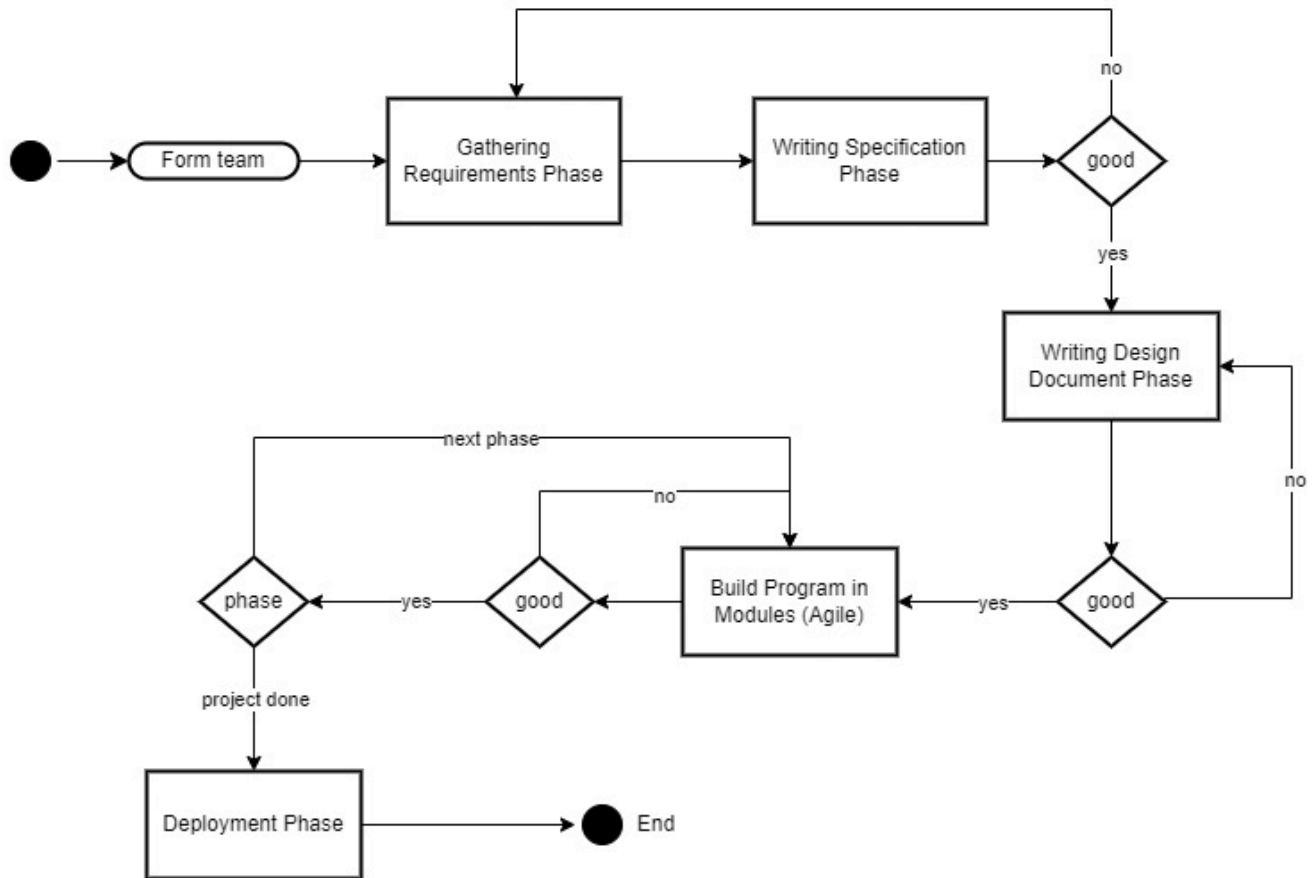 no
Form team
Gathering
Requirements Phase
Writing Specification
Phase
good
yes
Writing Design
Document Phase
next phase
no
no
phase
yes
good
Build Program in
Modules (Agile)
yes
good
project done
Deployment Phase
End